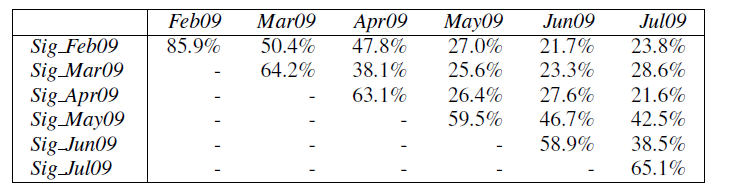 Feb09 Mar09 Apr09 May09 Jun09 Jul09
Sig_Feb09 85.9% 50.4% 47.8% 27.0% 21.7% 23.8%
Sig_Mar09 - 64.2% 38.1% 25.6% 23.3% 28.6%
Sig_Apr09 - - 63.1% 26.4% 27.6% 21.6%
Sig_May09 - - - 59.5% 46.7% 42.5%
Sig_Jun09 - - - - 58.9% 38.5%
Sig_Jul09 - - - - - 65.1%